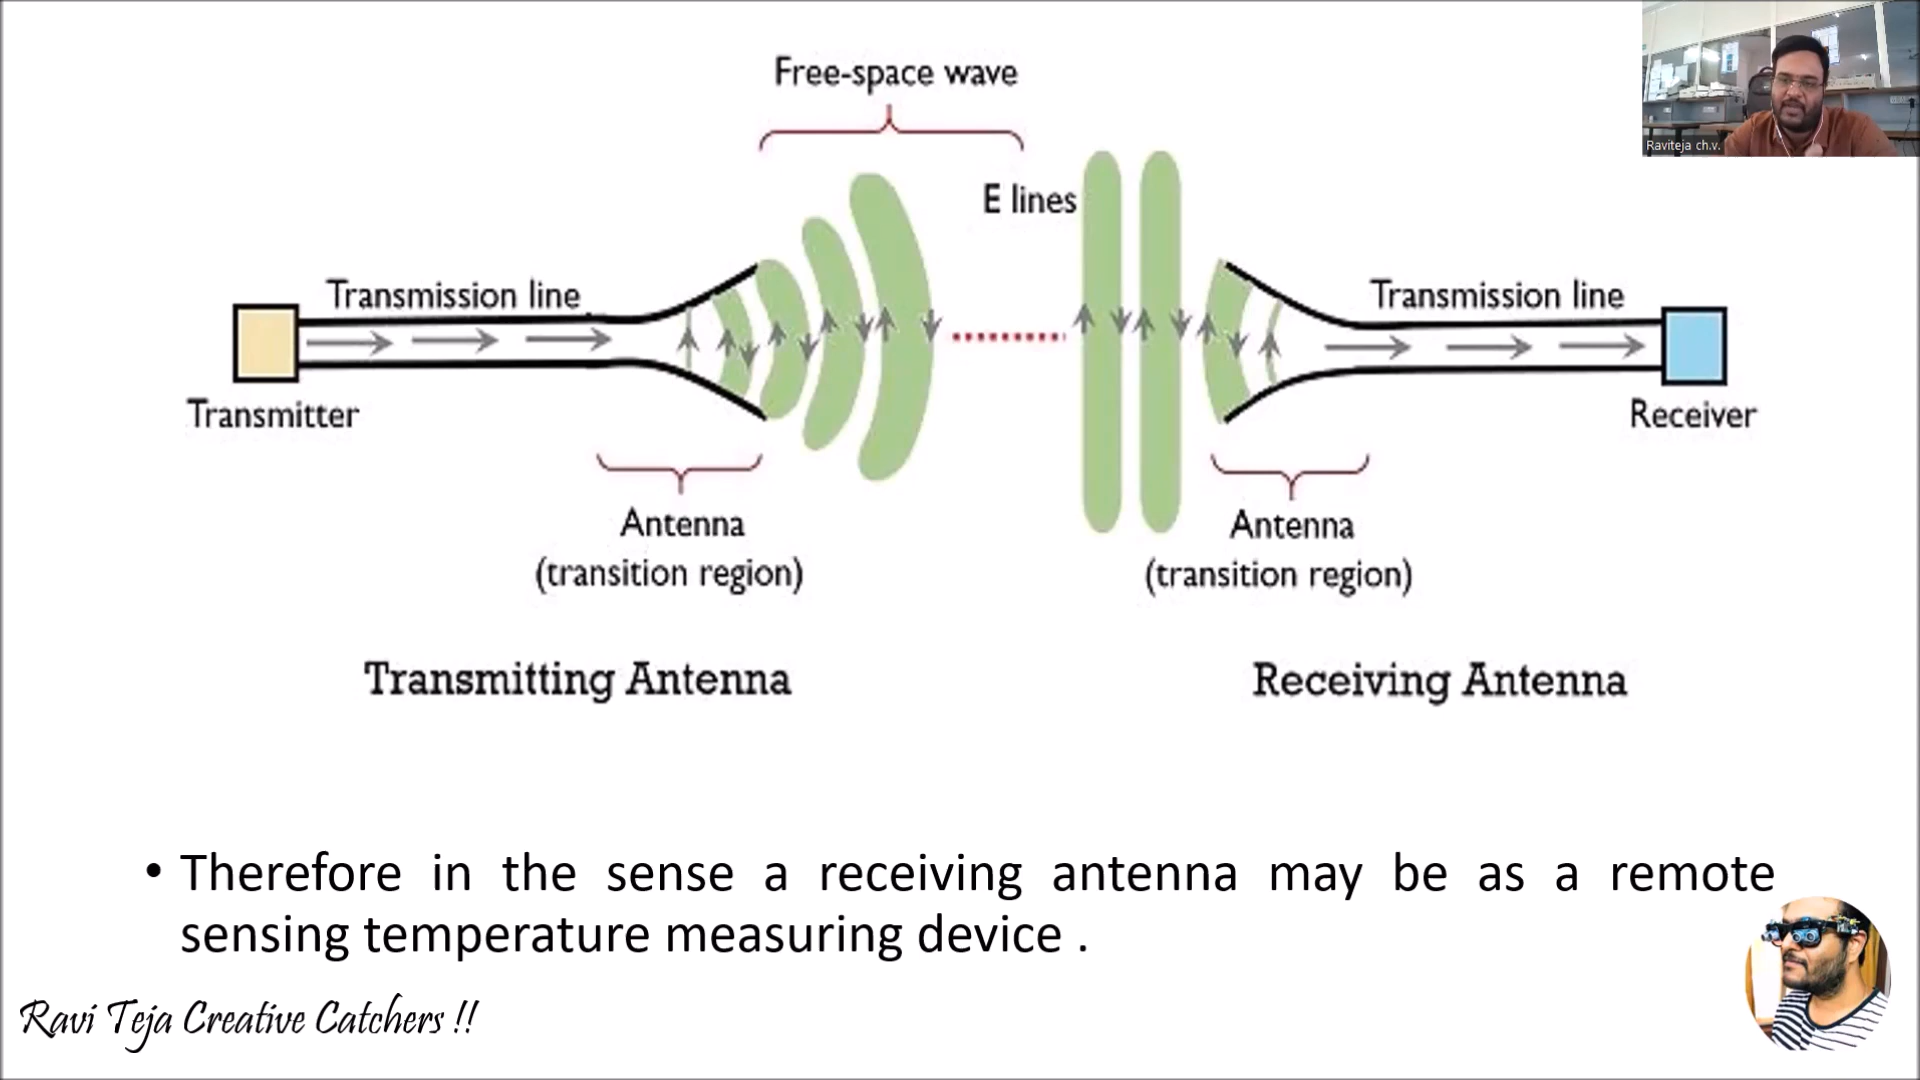 Free-space wave
Raviteja ch.v.
E lines
Transmission line
Transmission line
Transmitter
Receiver
Antenna
(transition region)
Antenna
(transition region)
Transmitting Antenna
Receiving Antenna
• Therefore in the sense a receiving antenna may be as a remote
sensing temperature measuring device .
Ravi Teja Creative Catchers !!